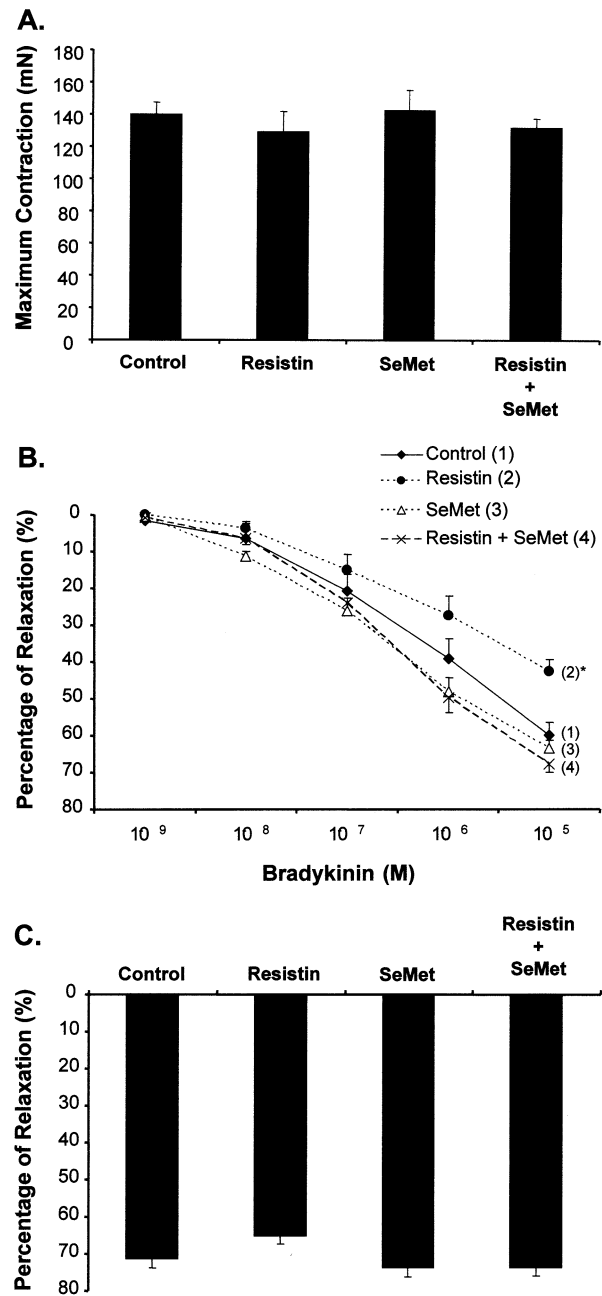 A.
Maximum Contraction (mN)
180
160
140
120
100
80
60
40
20
0
Control Resistin SeMet Resistin
+
SeMet
B.
Control (1)
Resistin (2)
SeMet (3)
Resistin + SeMet (4)
Percentage of Relaxation (%)
0
10
20
30
40
50
60
70
80
(2)*
(1)
(3)
(4)
10 9 10 8 10 7 10 6 10 5
Bradykinin (M)
C.
Resistin
+
Control Resistin SeMet SeMet
Percentage of Relaxation (%)
0
10
20
30
40
50
60
70
80